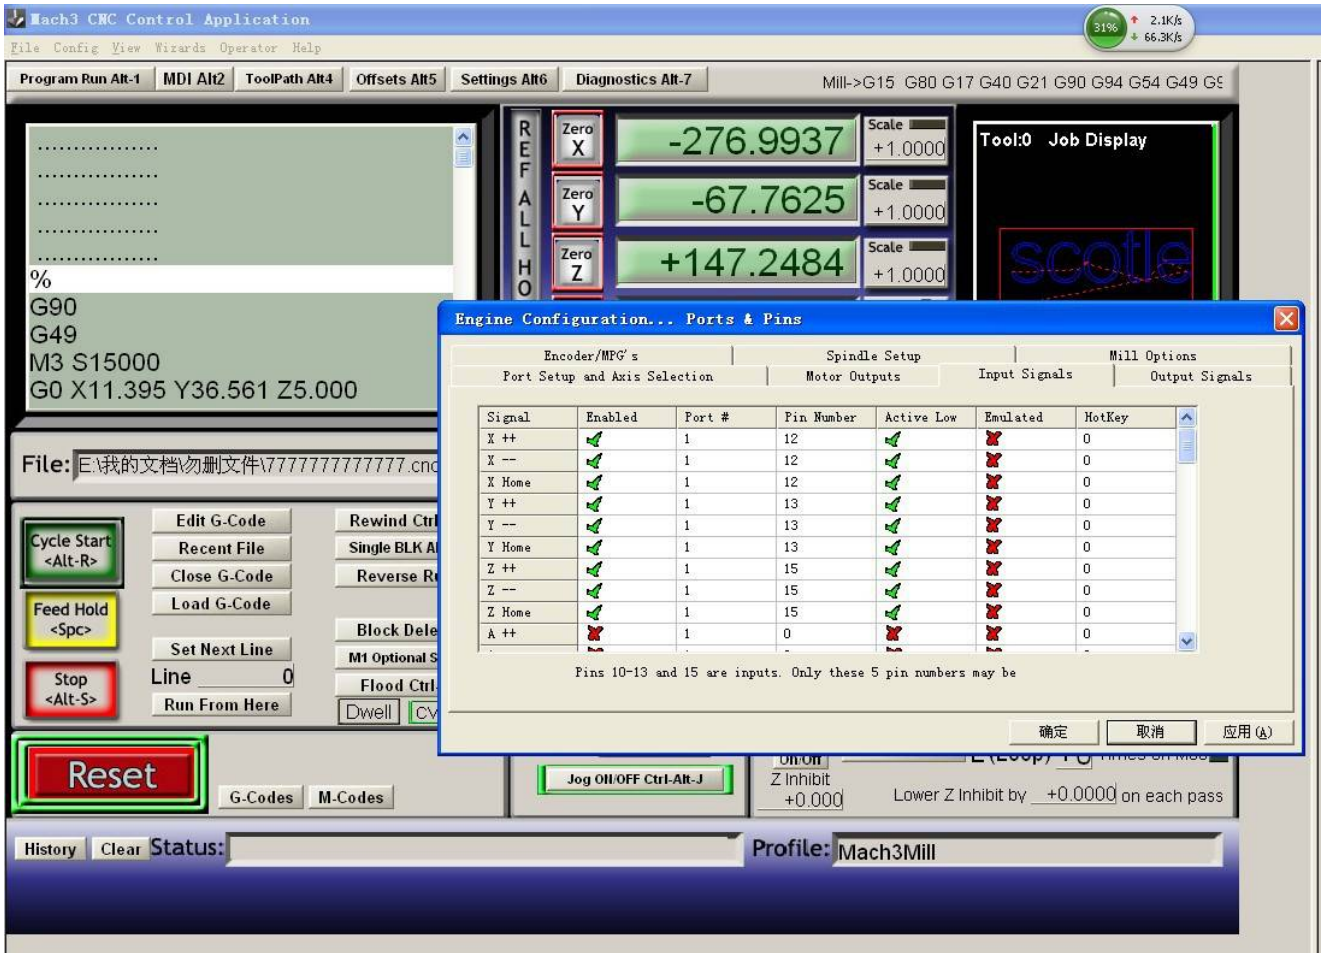 Mach3 CNC Control Application
31%
2.1K/s
66.3K/s
File Config View Wizards Operator Help
Program Run Alt-1 MDI Alt2 ToolPath Alt4 Offsets Alt5 Settings Alt6 Diagnostics Alt-7
Mill->G15 G80 G17 G40 G21 G90 G94 G54 G49 G9
..................
..................
..................
..................
..................
%
G90
G49
M3 S15000
G0 X11.395 Y36.561 Z5.000
REF ALL HO
Zero X -276.9937 Scale +1.0000
Zero Y -67.7625 Scale +1.0000
Zero Z +147.2484 Scale +1.0000
Tool:0 Job Display
scotle
File: E:\我的文档\勿删文件\7777777777777.cnc
Cycle Start <Alt-R>
Feed Hold <Spc>
Stop <Alt-S>
Edit G-Code
Recent File
Close G-Code
Load G-Code
Set Next Line
Line 0
Run From Here
Rewind Ctrl
Single BLK Al
Reverse Ru
Block Dele
M1 Optional S
Flood Ctrl
Dwell CV
Engine Configuration... Ports & Pins
Encoder/MPG's Spindle Setup Mill Options
Port Setup and Axis Selection Motor Outputs Input Signals Output Signals
Signal Enabled Port # Pin Number Active Low Emulated HotKey
X ++ 1 12 0
X -- 1 12 0
X Home 1 12 0
Y ++ 1 13 0
Y -- 1 13 0
Y Home 1 13 0
Z ++ 1 15 0
Z -- 1 15 0
Z Home 1 15 0
A ++ 1 0 0
Pins 10-13 and 15 are inputs. Only these 5 pin numbers may be
确定 取消 应用(A)
Reset
G-Codes M-Codes
Jog ON/OFF Ctrl-Alt-J
On/Off
Z Inhibit
+0.000
Lower Z Inhibit by +0.0000 on each pass
History Clear Status:
Profile: Mach3Mill